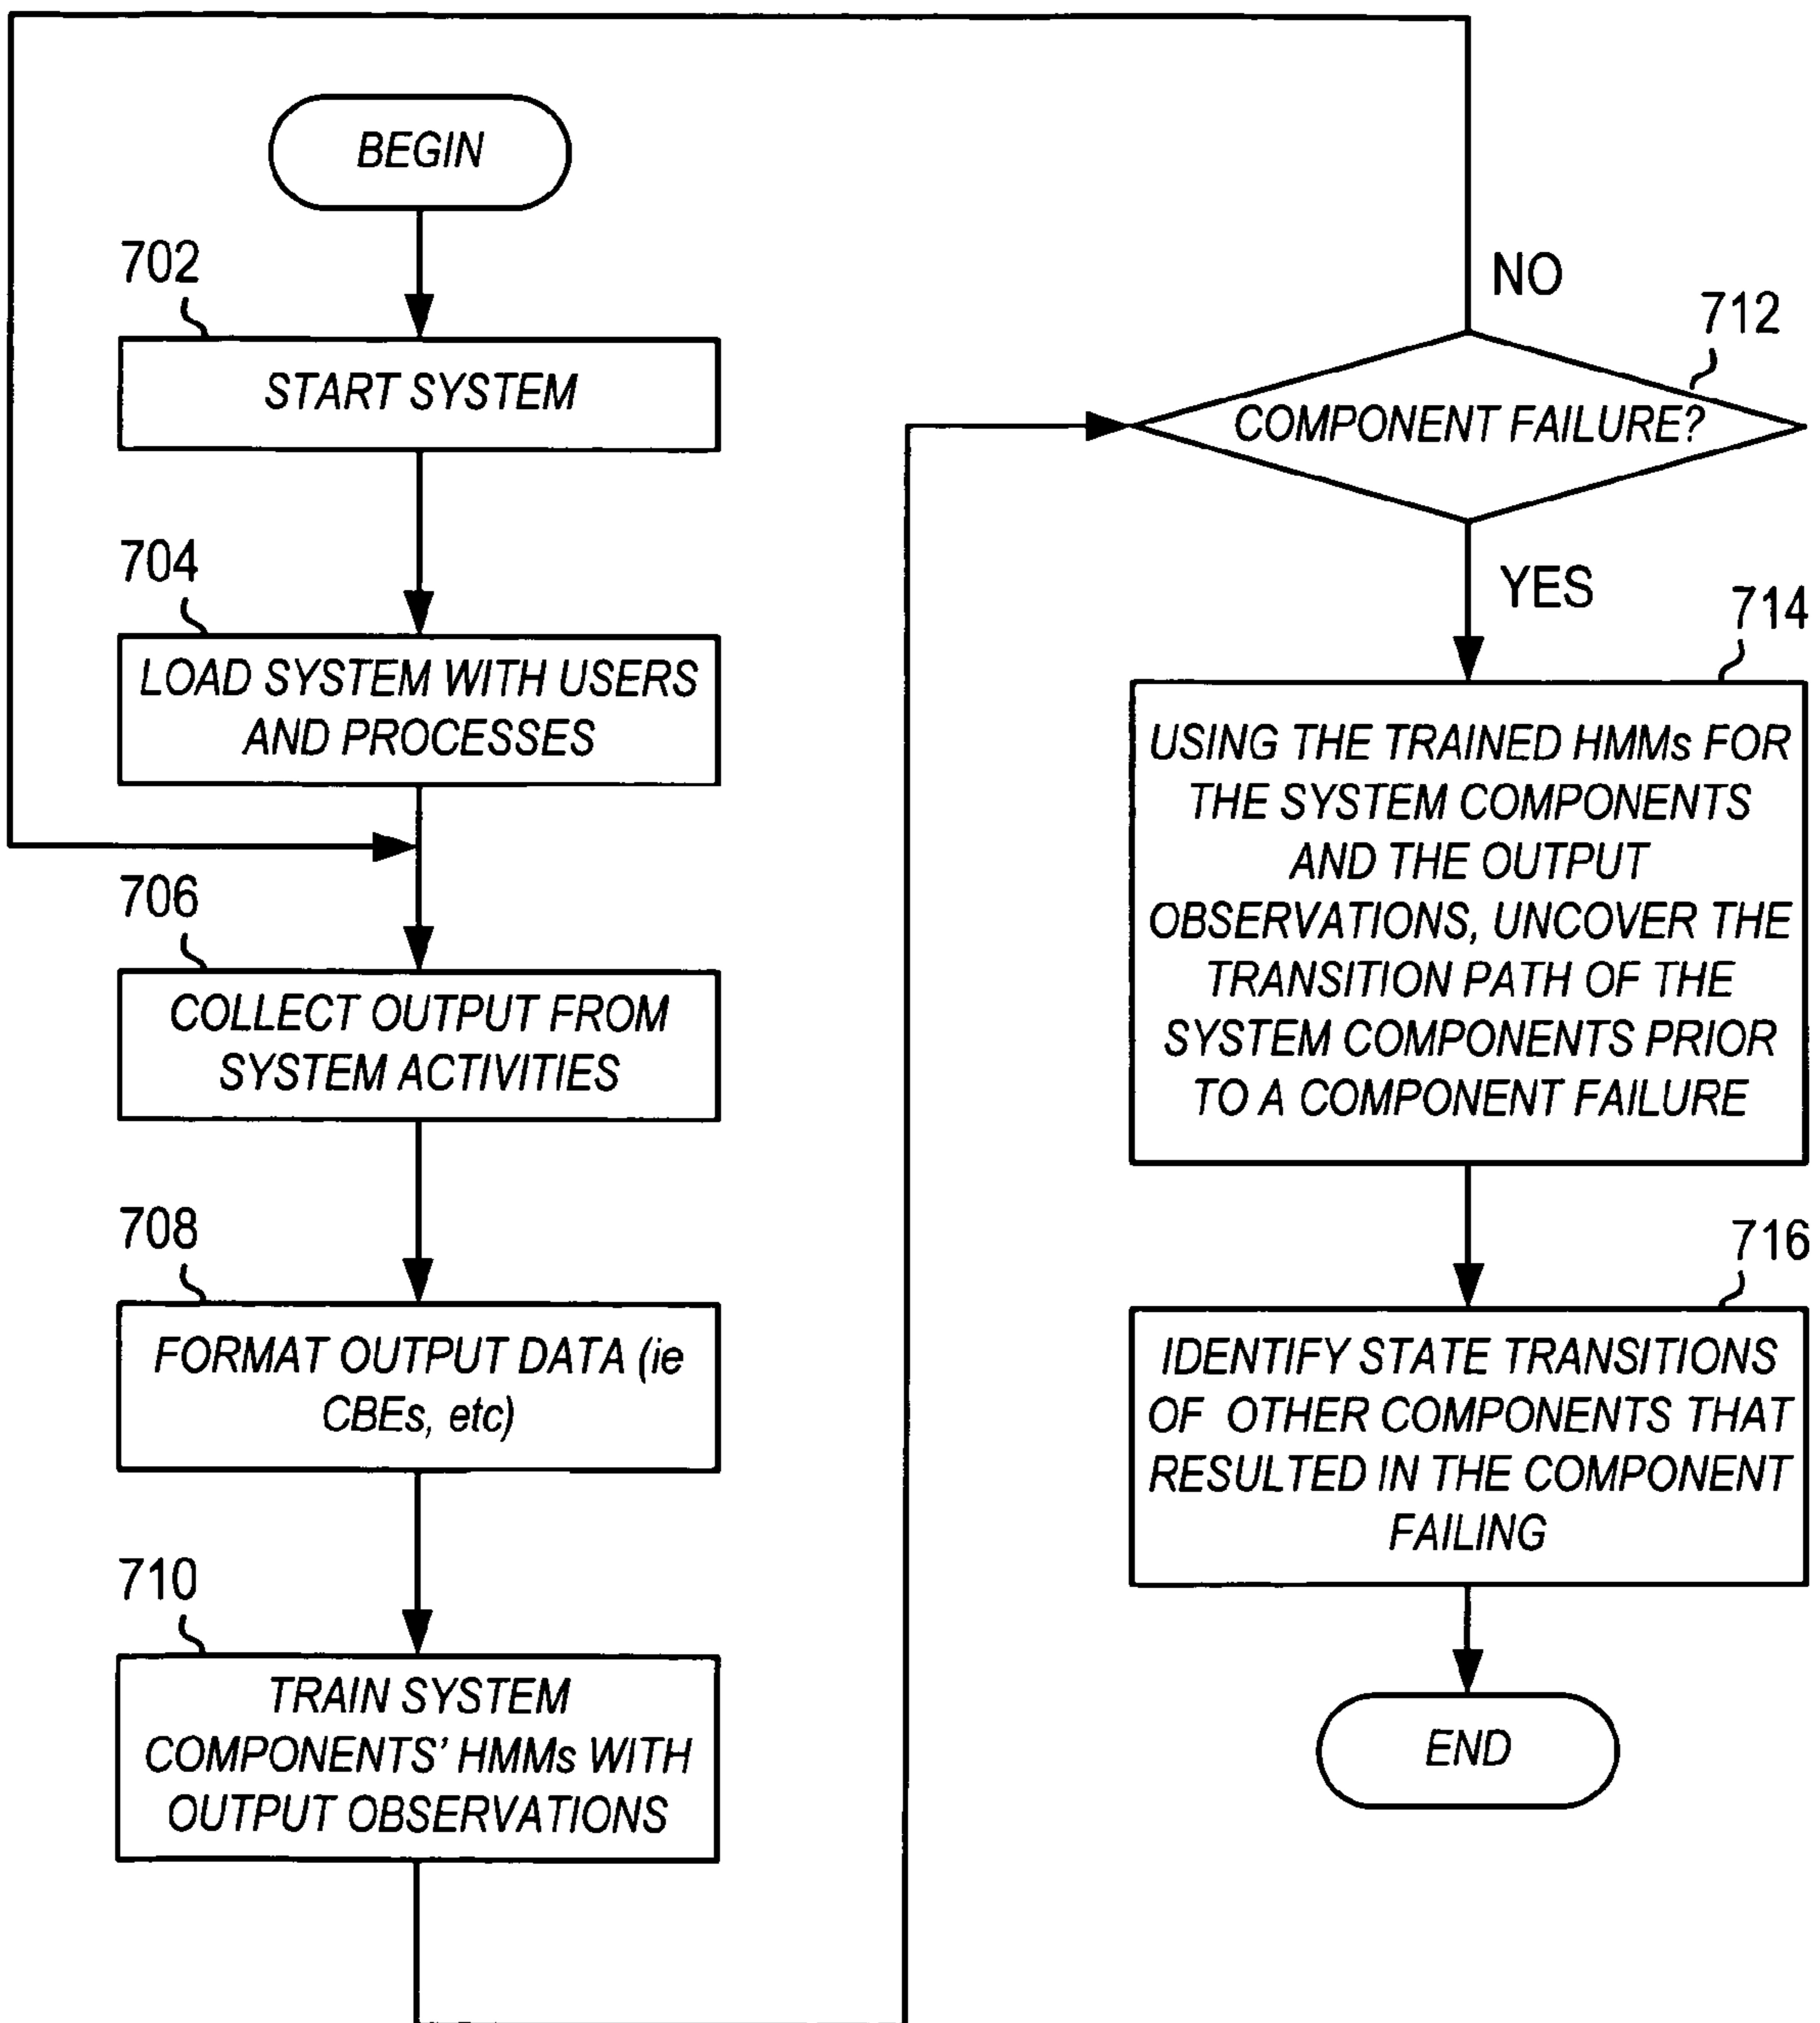 BEGIN
702
START SYSTEM
704
LOAD SYSTEM WITH USERS
AND PROCESSES
706
COLLECT OUTPUT FROM
SYSTEM ACTIVITIES
708
FORMAT OUTPUT DATA (ie
CBEs, etc)
710
TRAIN SYSTEM
COMPONENTS' HMMs WITH
OUTPUT OBSERVATIONS
NO
712
COMPONENT FAILURE?
YES
714
USING THE TRAINED HMMs FOR
THE SYSTEM COMPONENTS
AND THE OUTPUT
OBSERVATIONS, UNCOVER THE
TRANSITION PATH OF THE
SYSTEM COMPONENTS PRIOR
TO A COMPONENT FAILURE
716
IDENTIFY STATE TRANSITIONS
OF OTHER COMPONENTS THAT
RESULTED IN THE COMPONENT
FAILING
END